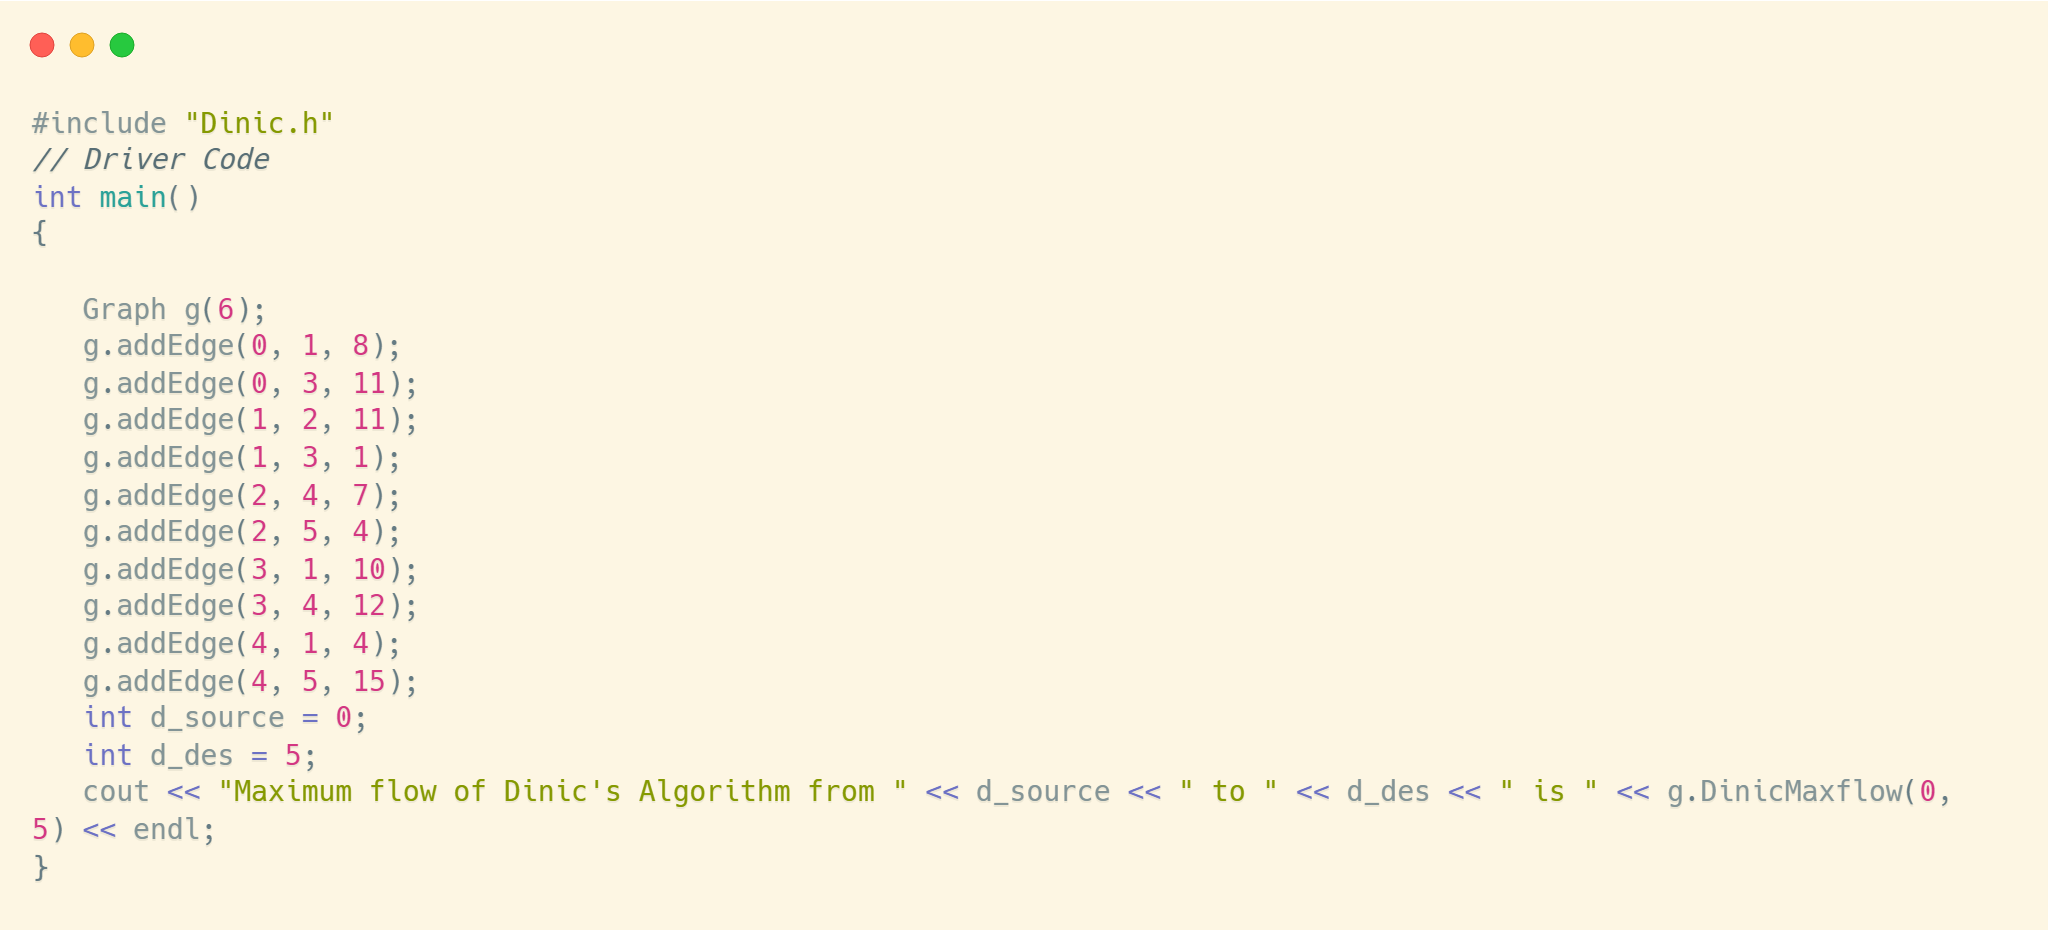 #include "Dinic.h"
// Driver Code
int main()
{

   Graph g(6);
   g.addEdge(0, 1, 8);
   g.addEdge(0, 3, 11);
   g.addEdge(1, 2, 11);
   g.addEdge(1, 3, 1);
   g.addEdge(2, 4, 7);
   g.addEdge(2, 5, 4);
   g.addEdge(3, 1, 10);
   g.addEdge(3, 4, 12);
   g.addEdge(4, 1, 4);
   g.addEdge(4, 5, 15);
   int d_source = 0;
   int d_des = 5;
   cout << "Maximum flow of Dinic's Algorithm from " << d_source << " to " << d_des << " is " << g.DinicMaxflow(0,
5) << endl;
}